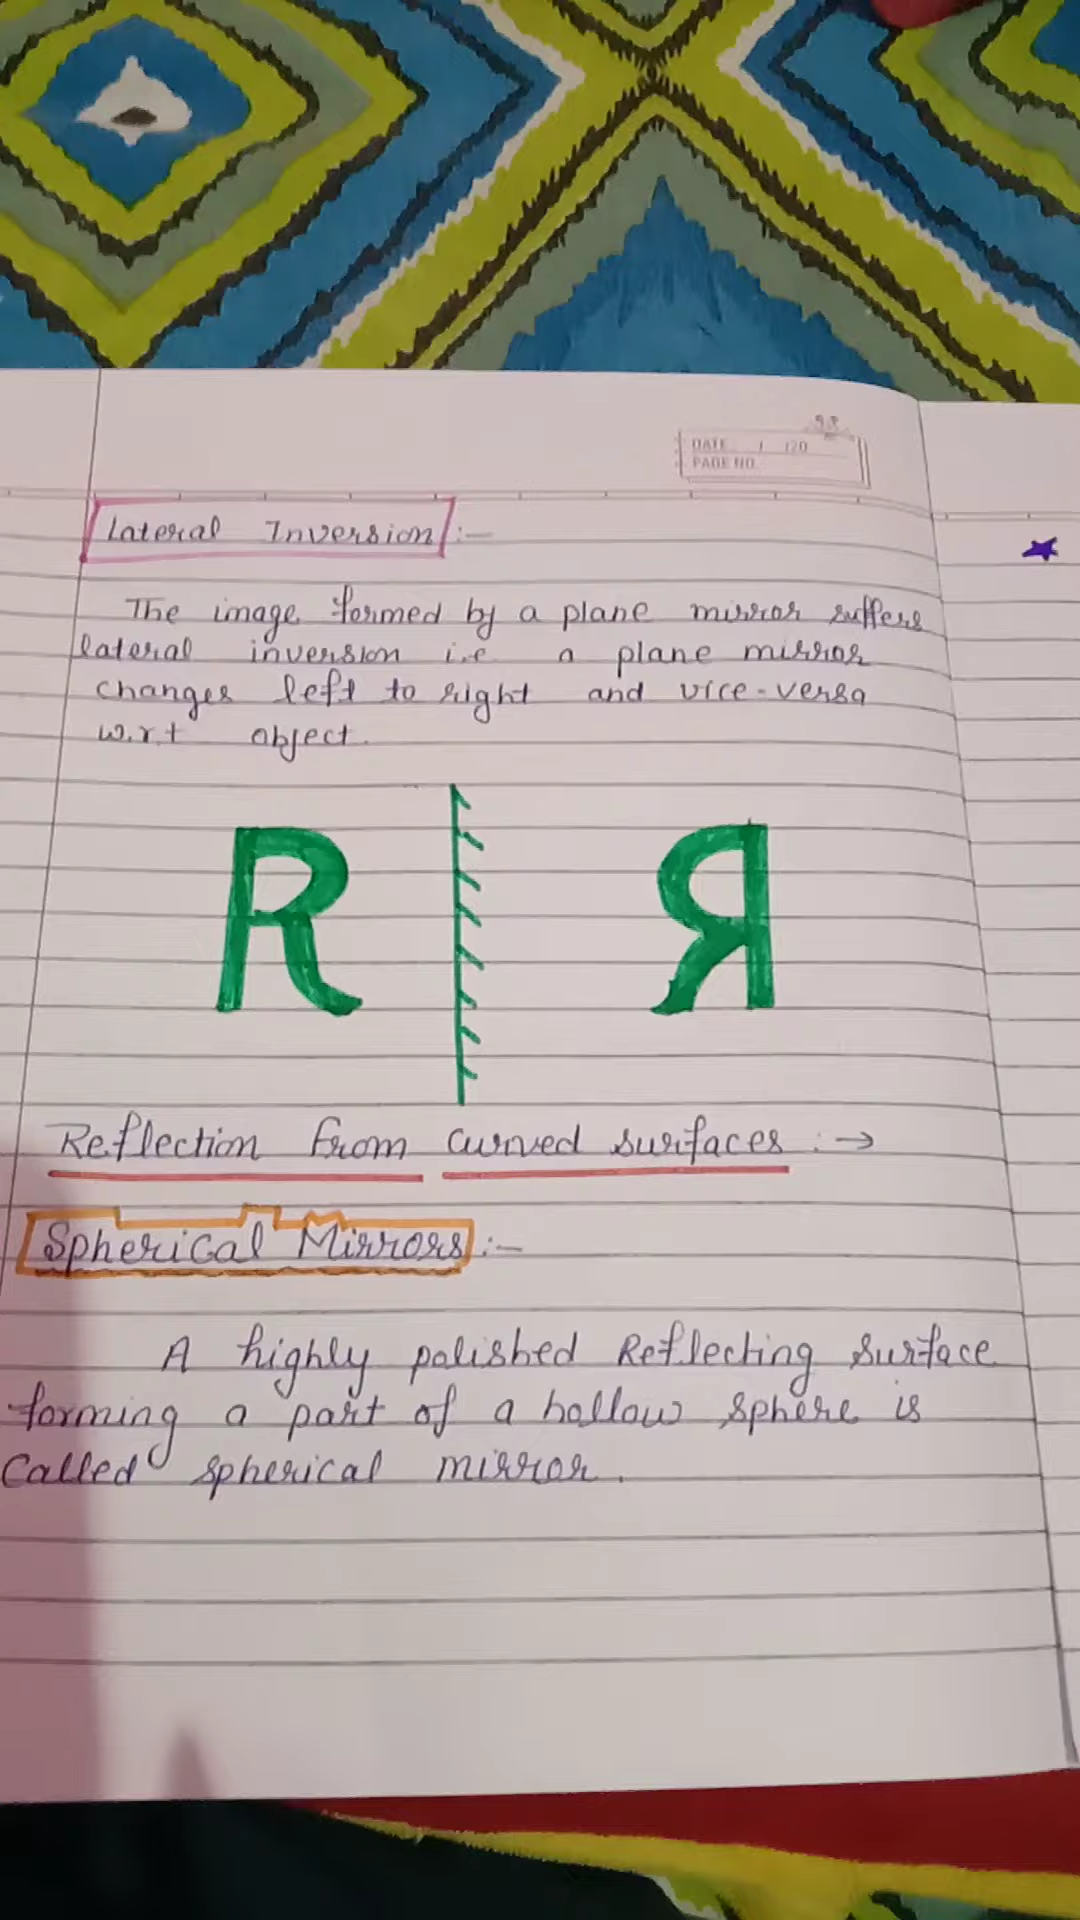 DATE / /20
PAGE NO.
Lateral Inversion :-
The image formed by a plane mirror suffers
lateral inversion i.e a plane mirror
changes left to right and vice-versa
w.r.t object.
R Я
Reflection from curved surfaces :→
Spherical Mirrors :-
A highly polished Reflecting surface
forming a part of a hollow sphere is
Called spherical mirror.